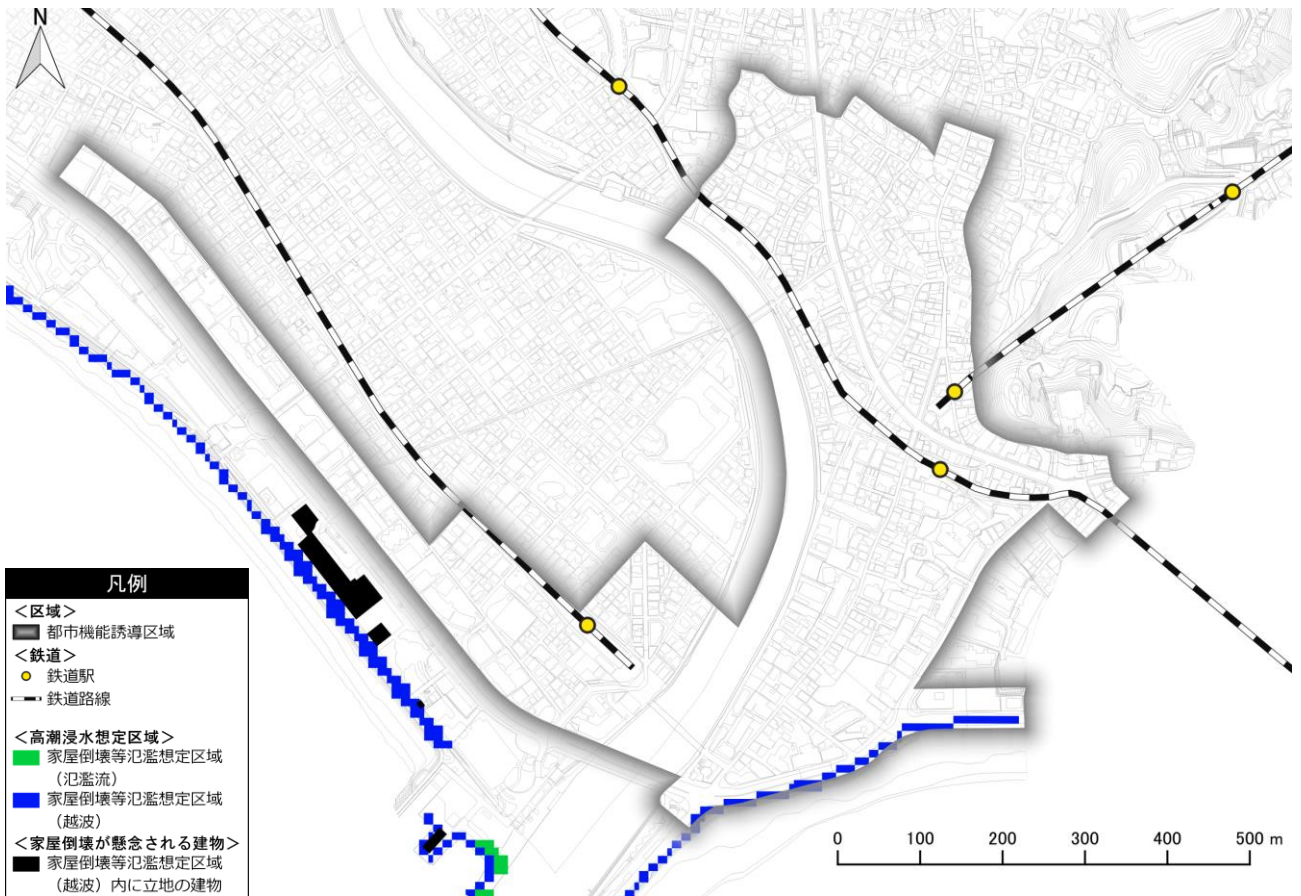 N
凡例
＜区域＞
都市機能誘導区域
＜鉄道＞
鉄道駅
鉄道路線
＜高潮浸水想定区域＞
家屋倒壊等氾濫想定区域
（氾濫流）
家屋倒壊等氾濫想定区域
（越波）
＜家屋倒壊が懸念される建物＞
家屋倒壊等氾濫想定区域
（越波）内に立地の建物
0 100 200 300 400 500 m